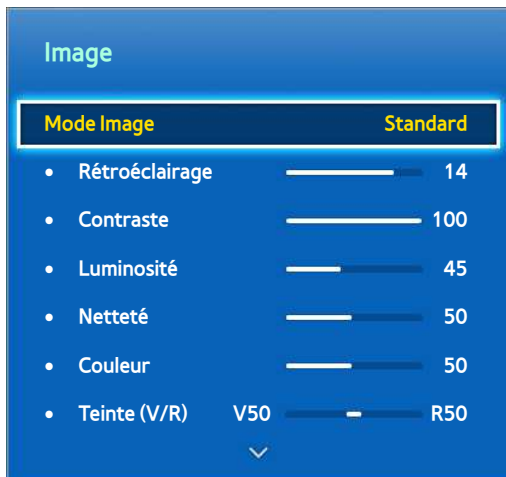 Image
Mode Image Standard
• Rétroéclairage 14
• Contraste 100
• Luminosité 45
• Netteté 50
• Couleur 50
• Teinte (V/R) V50 R50